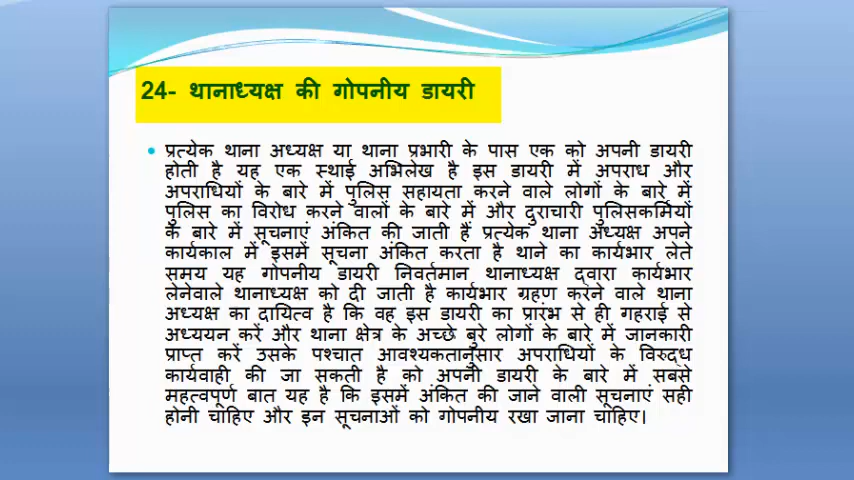 24- थानाध्यक्ष की गोपनीय डायरी
प्रत्येक थाना अध्यक्ष या थाना प्रभारी के पास एक को अपनी डायरी
होती है यह एक स्थाई अभिलेख है इस डायरी में अपराध और
अपराधियों के बारे में पुलिस सहायता करने वाले लोगों के बारे में
पुलिस का विरोध करने वालों के बारे में और दुराचारी पुलिसकर्मियों
के बारे में सूचनाएं अंकित की जाती हैं प्रत्येक थाना अध्यक्ष अपने
कार्यकाल में इसमें सूचना अंकित करता है थाने का कार्यभार लेते
समय यह गोपनीय डायरी निवर्तमान थानाध्यक्ष द्वारा कार्यभार
लेनेवाले थानाध्यक्ष को दी जाती है कार्यभार ग्रहण करने वाले थाना
अध्यक्ष का दायित्व है कि वह इस डायरी का प्रारंभ से ही गहराई से
अध्ययन करें और थाना क्षेत्र के अच्छे बुरे लोगों के बारे में जानकारी
प्राप्त करें उसके पश्चात आवश्यकतानुसार अपराधियों के विरुद्ध
कार्यवाही की जा सकती है को अपनी डायरी के बारे में सबसे
महत्वपूर्ण बात यह है कि इसमें अंकित की जाने वाली सूचनाएं सही
होनी चाहिए और इन सूचनाओं को गोपनीय रखा जाना चाहिए।